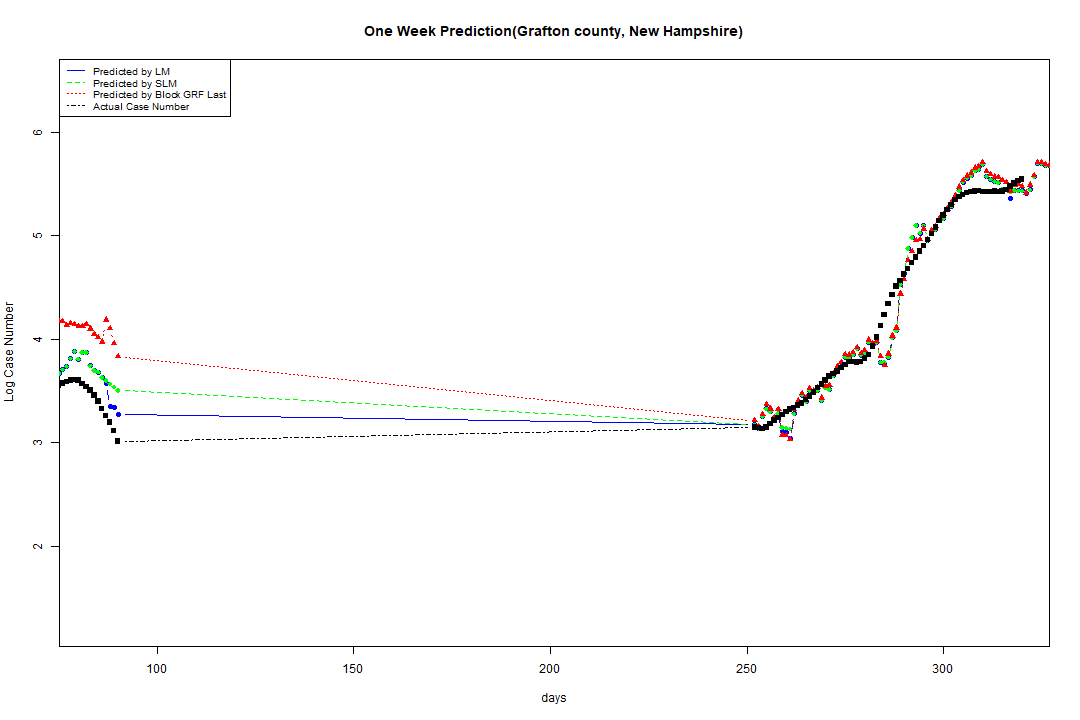 One Week Prediction(Grafton county, New Hampshire)
Predicted by LM
Predicted by SLM
Predicted by Block GRF Last
Actual Case Number
6
5
4
3
2
Log Case Number
100 150 200 250 300
days